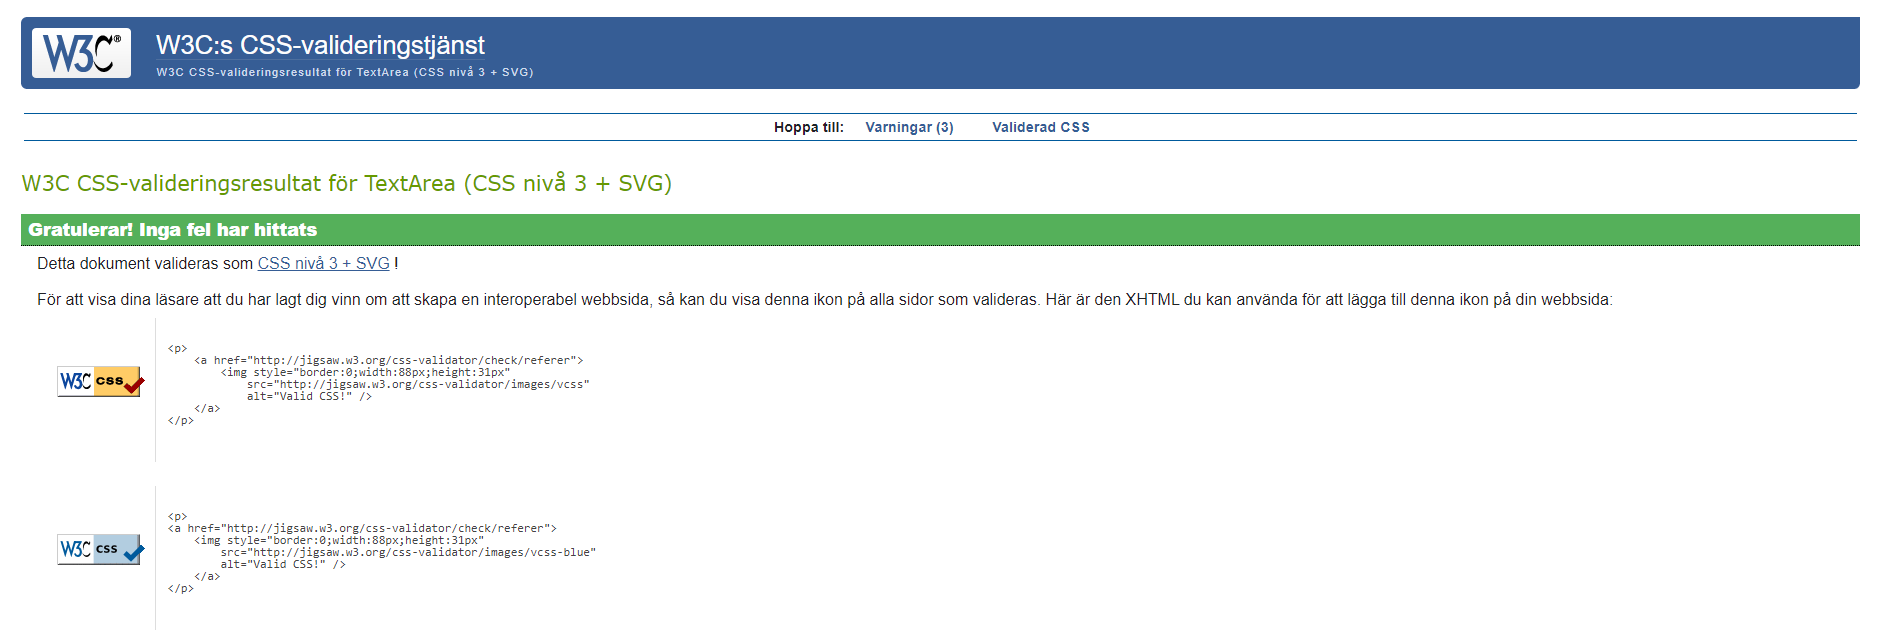 W3C®
W3C:s CSS-valideringstjänst
W3C CSS-valideringsresultat för TextArea (CSS nivå 3 + SVG)
Hoppa till: Varningar (3) Validerad CSS
W3C CSS-valideringsresultat för TextArea (CSS nivå 3 + SVG)
Gratulerar! Inga fel har hittats
Detta dokument valideras som CSS nivå 3 + SVG !
För att visa dina läsare att du har lagt dig vinn om att skapa en interoperabel webbsida, så kan du visa denna ikon på alla sidor som valideras. Här är den XHTML du kan använda för att lägga till denna ikon på din webbsida:
W3C css
<p>
<a href="http://jigsaw.w3.org/css-validator/check/referer">
<img style="border:0;width:88px;height:31px"
src="http://jigsaw.w3.org/css-validator/images/vcss"
alt="Valid CSS!" />
</a>
</p>
W3C css
<p>
<a href="http://jigsaw.w3.org/css-validator/check/referer">
<img style="border:0;width:88px;height:31px"
src="http://jigsaw.w3.org/css-validator/images/vcss-blue"
alt="Valid CSS!" />
</a>
</p>